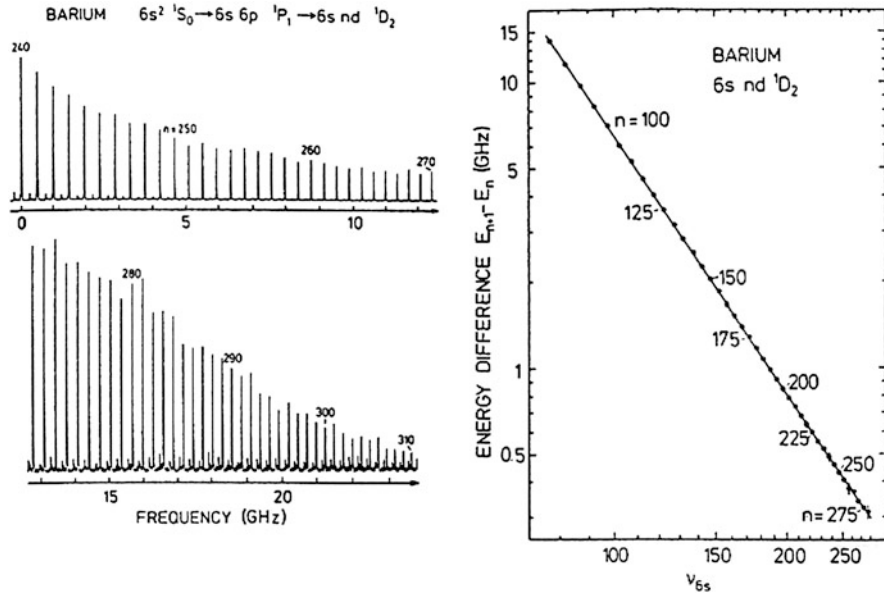 BARIUM 6s² ¹S₀→6s 6p ¹P₁→6s nd ¹D₂
240
n=250
260
270
0 5 10
280
290
300
310
15 20
FREQUENCY (GHz)
15
10
5
1
0.5
ENERGY DIFFERENCE Eₙ₊₁–Eₙ (GHz)
BARIUM
6s nd ¹D₂
n=100
125
150
175
200
225
250
n=275
100 150 200 250
ν₆ₛ